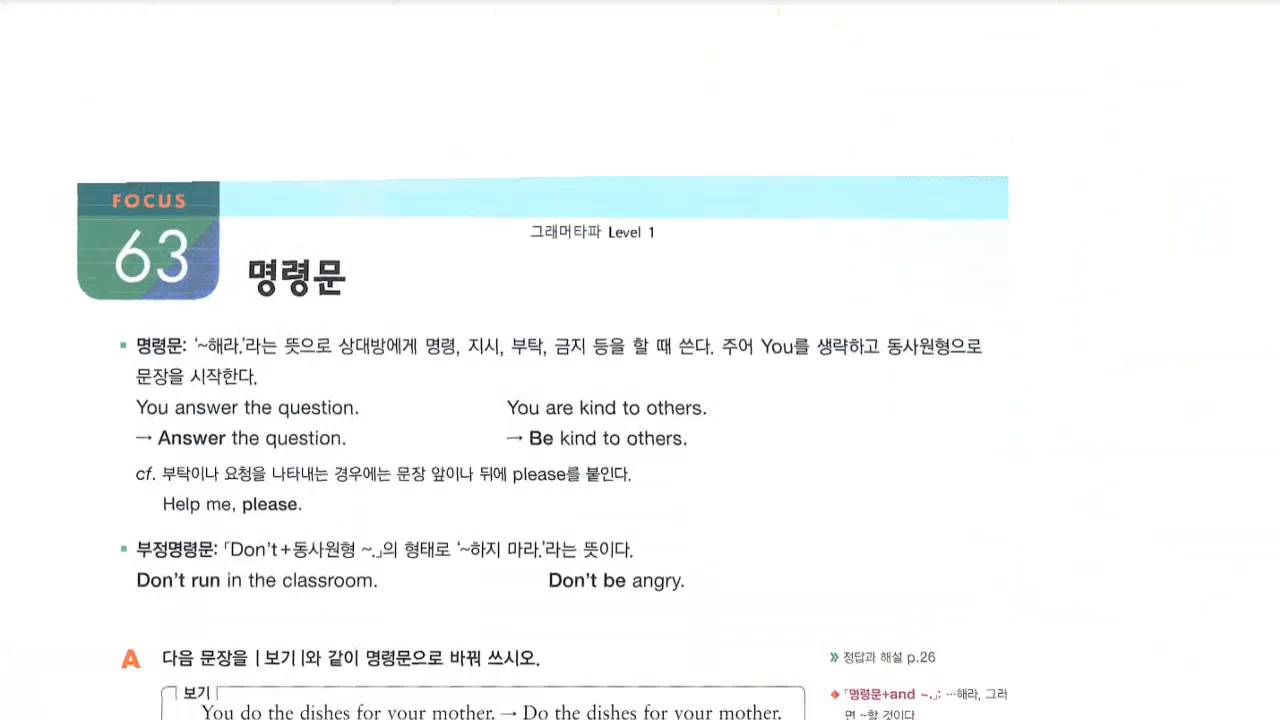 FOCUS
63
그래머타파 Level 1
명령문
명령문: '~해라.'라는 뜻으로 상대방에게 명령, 지시, 부탁, 금지 등을 할 때 쓴다. 주어 You를 생략하고 동사원형으로
문장을 시작한다.
You answer the question. You are kind to others.
→ Answer the question. → Be kind to others.
cf. 부탁이나 요청을 나타내는 경우에는 문장 앞이나 뒤에 please를 붙인다.
Help me, please.
부정명령문: 「Don't+동사원형 ~.」의 형태로 '~하지 마라.'라는 뜻이다.
Don't run in the classroom. Don't be angry.
A 다음 문장을 |보기|와 같이 명령문으로 바꿔 쓰시오.
» 정답과 해설 p.26
보기
You do the dishes for your mother. → Do the dishes for your mother.
「명령문+and ~.」: …해라, 그러
면 ~할 것이다.